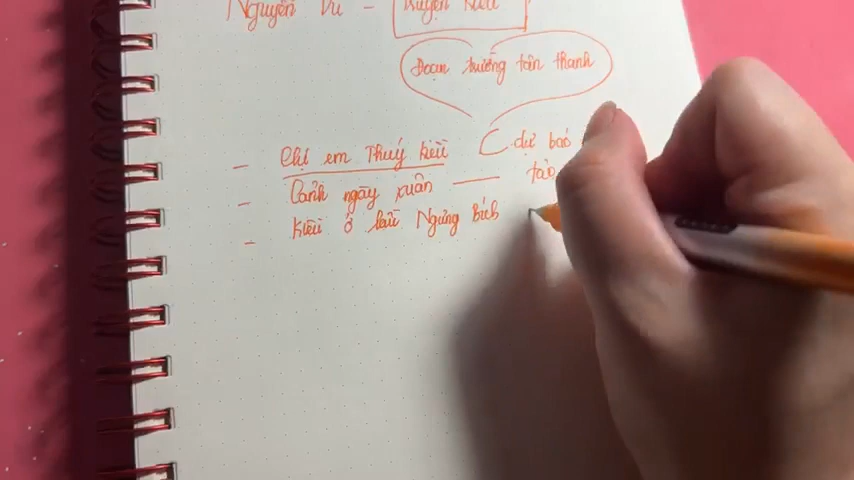 Nguyễn Du - Truyện Kiều
Đoạn trường tân thanh
- Chị em Thuý Kiều ( dự báo
- Cảnh ngày xuân — tảo
- Kiều ở lầu Ngưng Bích